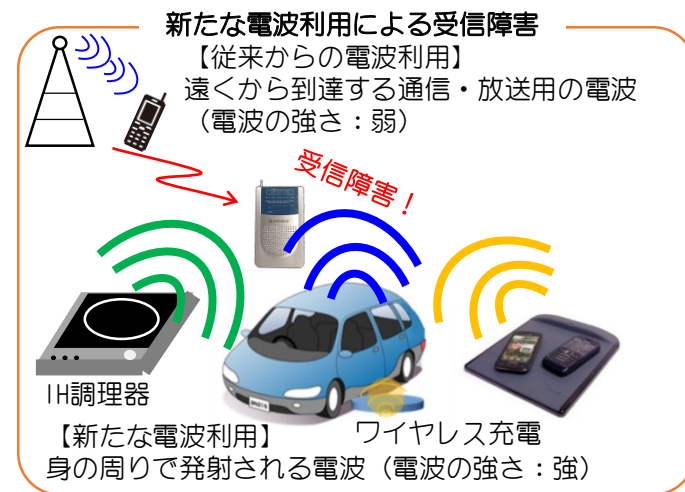 新たな電波利用による受信障害
【従来からの電波利用】
遠くから到達する通信・放送用の電波
（電波の強さ：弱）
受信障害！
IH調理器
ワイヤレス充電
【新たな電波利用】
身の周りで発射される電波（電波の強さ：強）